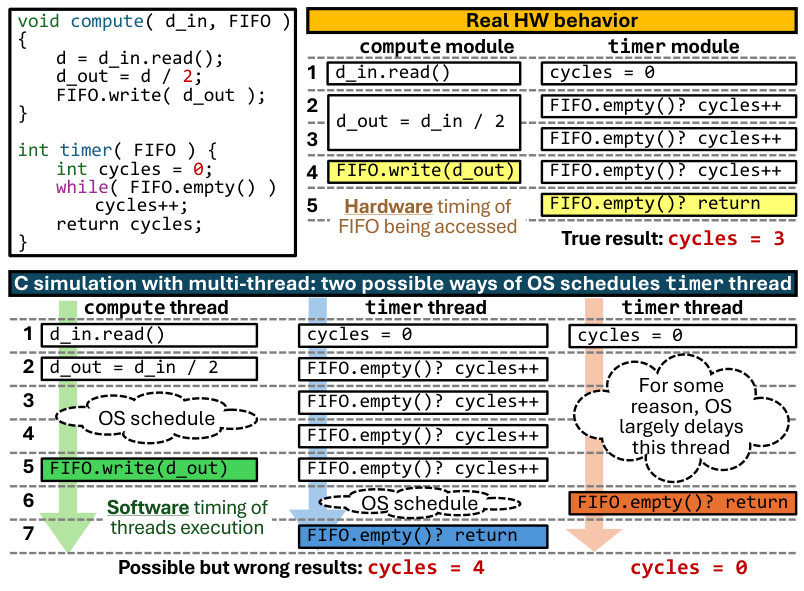 void compute( d_in, FIFO )
{
d = d_in.read();
d_out = d / 2;
FIFO.write( d_out );
}
int timer( FIFO ) {
int cycles = 0;
while( FIFO.empty() )
cycles++;
return cycles;
}
Real HW behavior
compute module
timer module
1 d_in.read() cycles = 0
2 FIFO.empty()? cycles++
d_out = d_in / 2
3 FIFO.empty()? cycles++
4 FIFO.write(d_out) FIFO.empty()? cycles++
5 FIFO.empty()? return
Hardware timing of
FIFO being accessed
True result: cycles = 3
C simulation with multi-thread: two possible ways of OS schedules timer thread
compute thread timer thread timer thread
1 d_in.read() cycles = 0 cycles = 0
2 d_out = d_in / 2 FIFO.empty()? cycles++
3 FIFO.empty()? cycles++
OS schedule
4 FIFO.empty()? cycles++
For some
reason, OS
largely delays
this thread
5 FIFO.write(d_out) FIFO.empty()? cycles++
6 OS schedule FIFO.empty()? return
Software timing of
threads execution
7 FIFO.empty()? return
Possible but wrong results: cycles = 4 cycles = 0